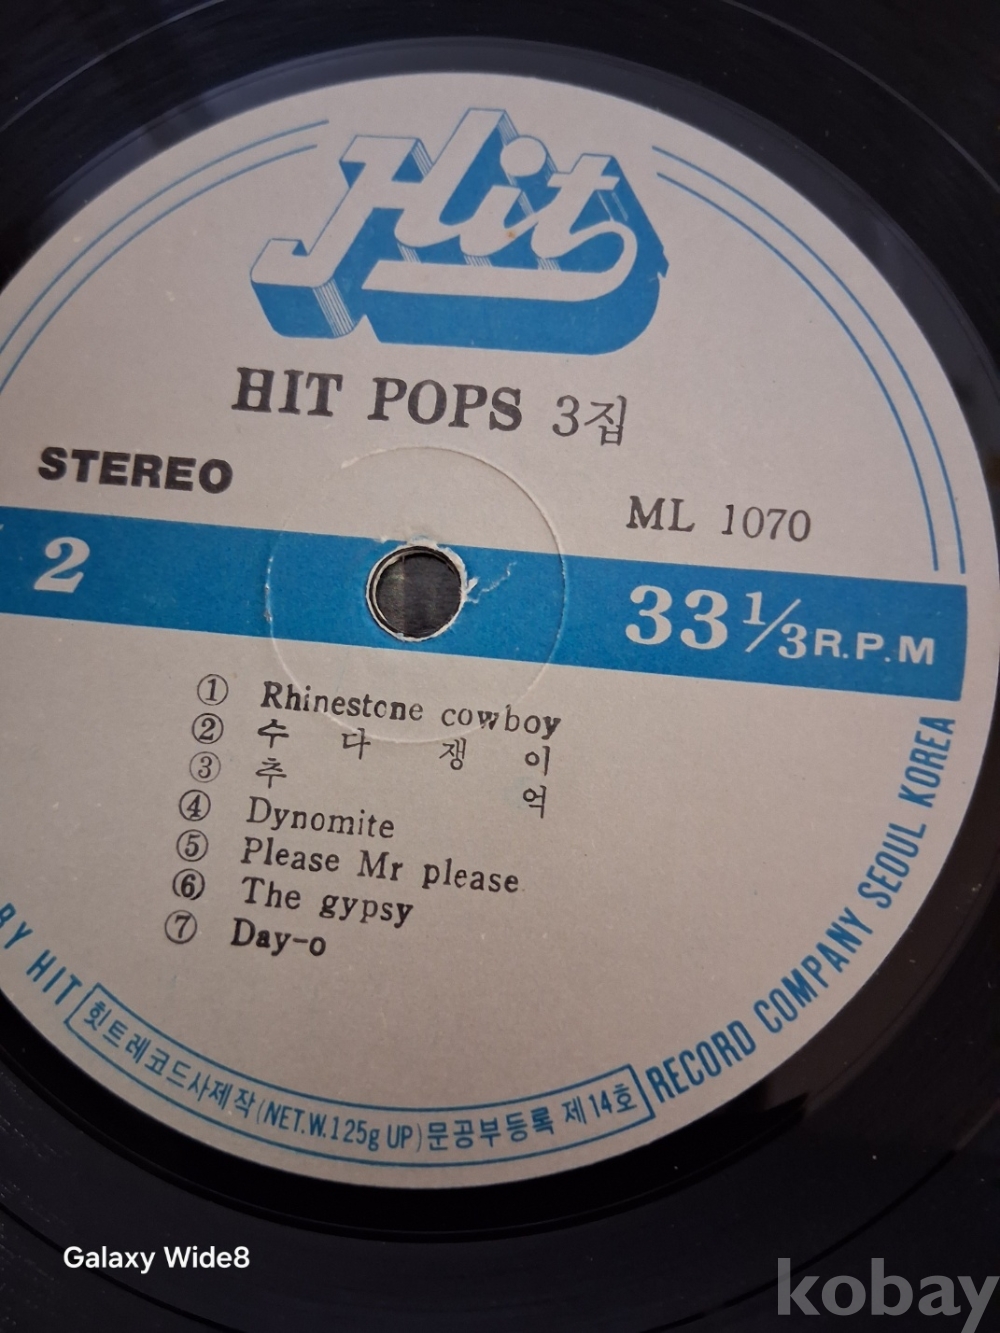 Hit
HIT POPS 3집
STEREO
ML 1070
2
33 1/3 R.P.M
① Rhinestone cowboy
② 수다쟁이
③ 추억
④ Dynomite
⑤ Please Mr please
⑥ The gypsy
⑦ Day-o
BY HIT
힛트레코드사제작(NET.W.125g UP)문공부등록 제14호
RECORD COMPANY SEOUL KOREA
Galaxy Wide8
kobay